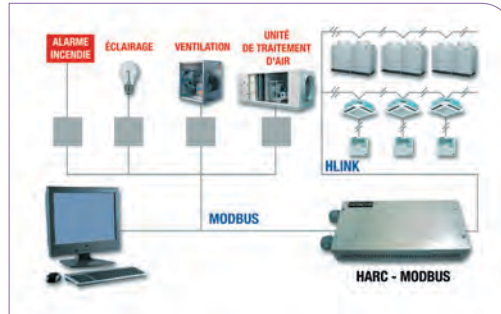 ALARME
INCENDIE
ÉCLAIRAGE
VENTILATION
UNITÉ
DE TRAITEMENT
D'AIR
HLINK
MODBUS
HARC - MODBUS